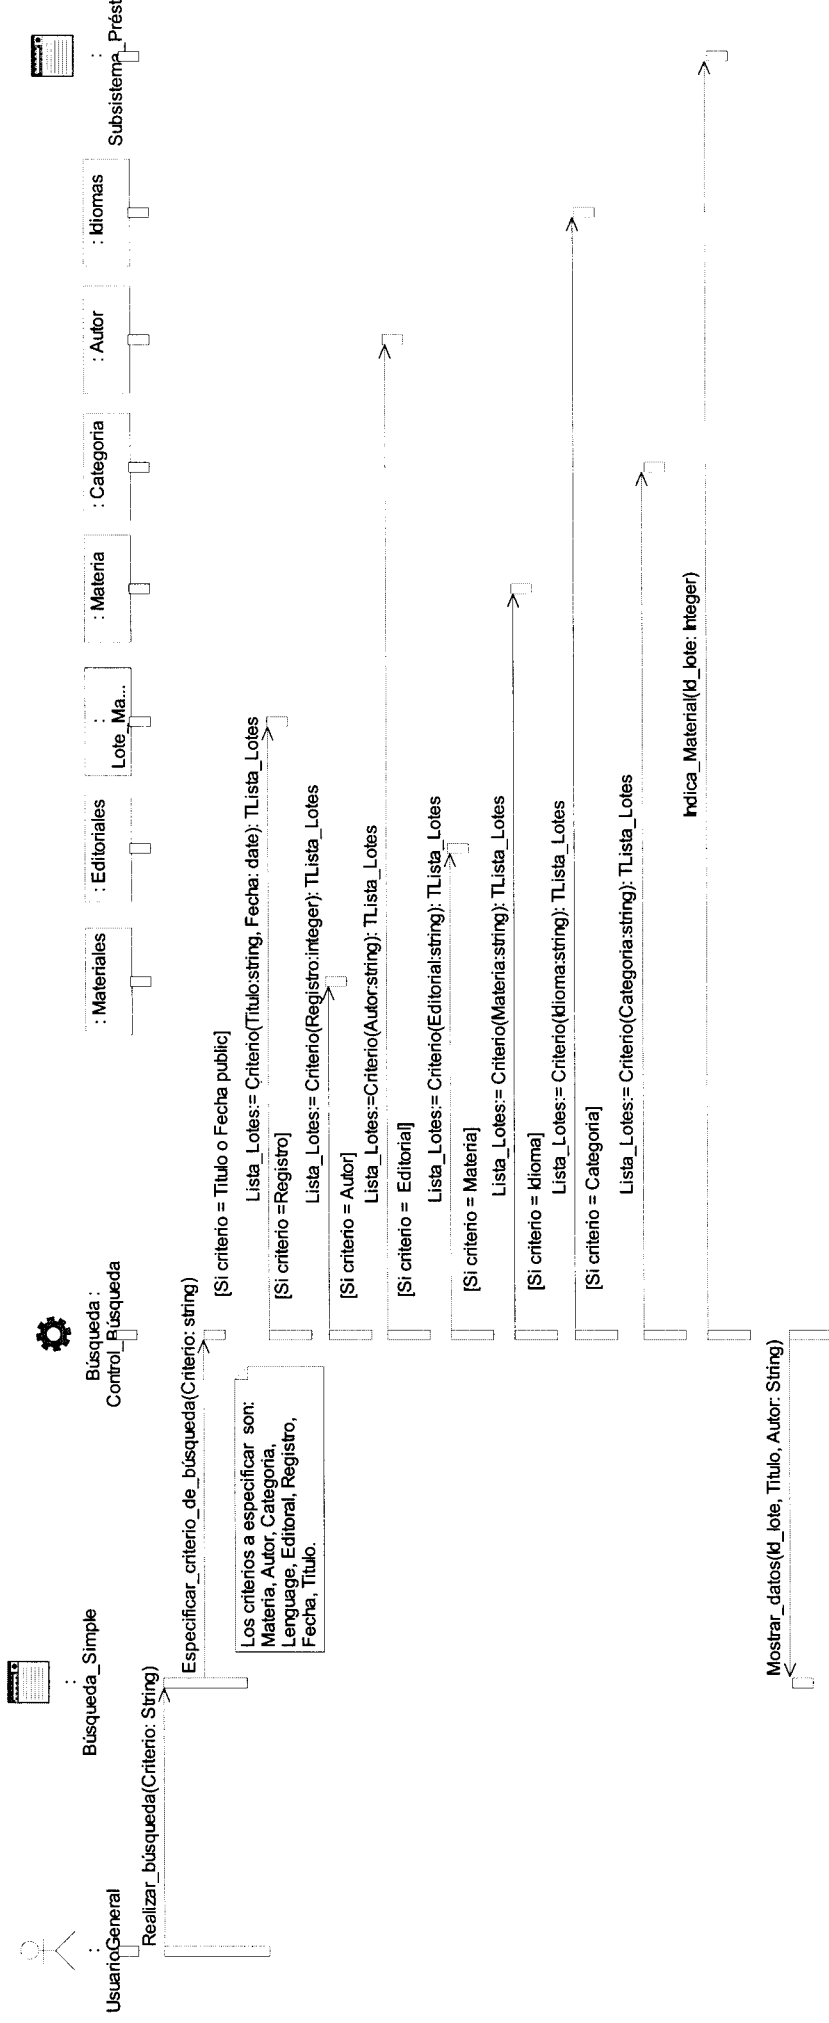 :
UsuarioGeneral
:
Búsqueda_Simple
Búsqueda :
Control_Búsqueda
: Materiales
: Editoriales
:
Lote_Ma...
: Materia
: Categoria
: Autor
: Idiomas
:
Subsistema_Prést
Realizar_búsqueda(Criterio: String)
Especificar_criterio_de_búsqueda(Criterio: string)
Los criterios a especificar son:
Materia, Autor, Categoria,
Lenguage, Editoral, Registro,
Fecha, Titulo.
[Si criterio = Titulo o Fecha public]
Lista_Lotes:= Criterio(Titulo:string, Fecha: date): TLista_Lotes
[Si criterio =Registro]
Lista_Lotes:= Criterio(Registro:integer): TLista_Lotes
[Si criterio = Autor]
Lista_Lotes:=Criterio(Autor:string): TLista_Lotes
[Si criterio = Editorial]
Lista_Lotes:= Criterio(Editorial:string): TLista_Lotes
[Si criterio = Materia]
Lista_Lotes:= Criterio(Materia:string): TLista_Lotes
[Si criterio = Idioma]
Lista_Lotes:= Criterio(Idioma:string): TLista_Lotes
[Si criterio = Categoria]
Lista_Lotes:= Criterio(Categoria:string): TLista_Lotes
Indica_Material(Id_lote: Integer)
Mostrar_datos(Id_lote, Titulo, Autor: String)